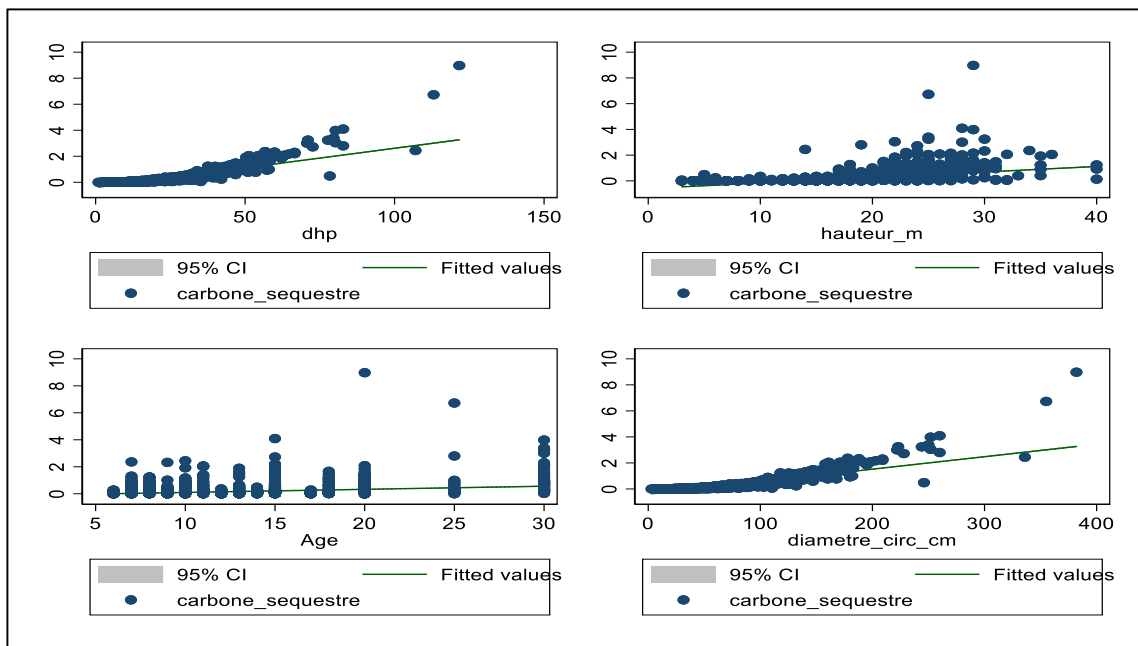 10
8
6
4
2
0
0 50 100 150
dhp
95% CI Fitted values
carbone_sequestre
10
8
6
4
2
0
0 10 20 30 40
hauteur_m
95% CI Fitted values
carbone_sequestre
10
8
6
4
2
0
5 10 15 20 25 30
Age
95% CI Fitted values
carbone_sequestre
10
8
6
4
2
0
0 100 200 300 400
diametre_circ_cm
95% CI Fitted values
carbone_sequestre